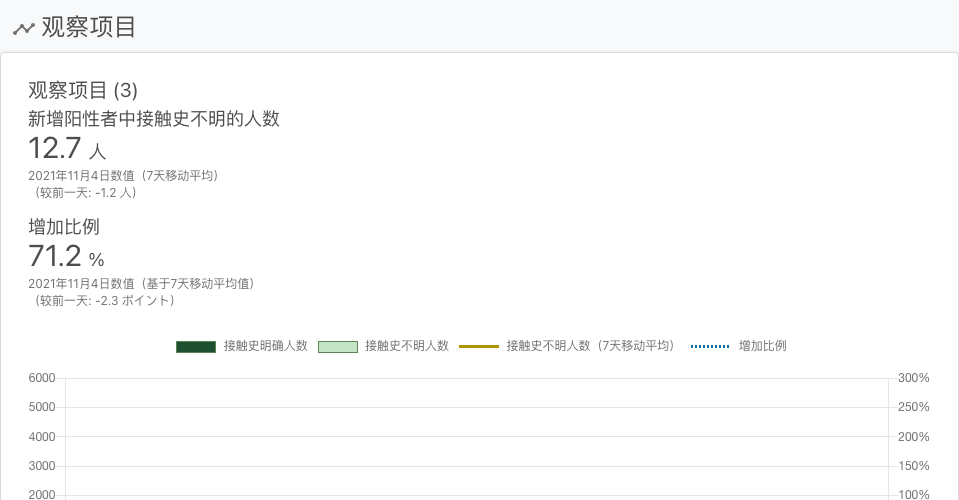 观察项目
观察项目 (3)
新增阳性者中接触史不明的人数
12.7 人
2021年11月4日数值（7天移动平均）
（较前一天: -1.2 人）
增加比例
71.2 %
2021年11月4日数值（基于7天移动平均值）
（较前一天: -2.3 ポイント）
接触史明确人数 接触史不明人数 接触史不明人数（7天移动平均） 增加比例
6000 300%
5000 250%
4000 200%
3000 150%
2000 100%